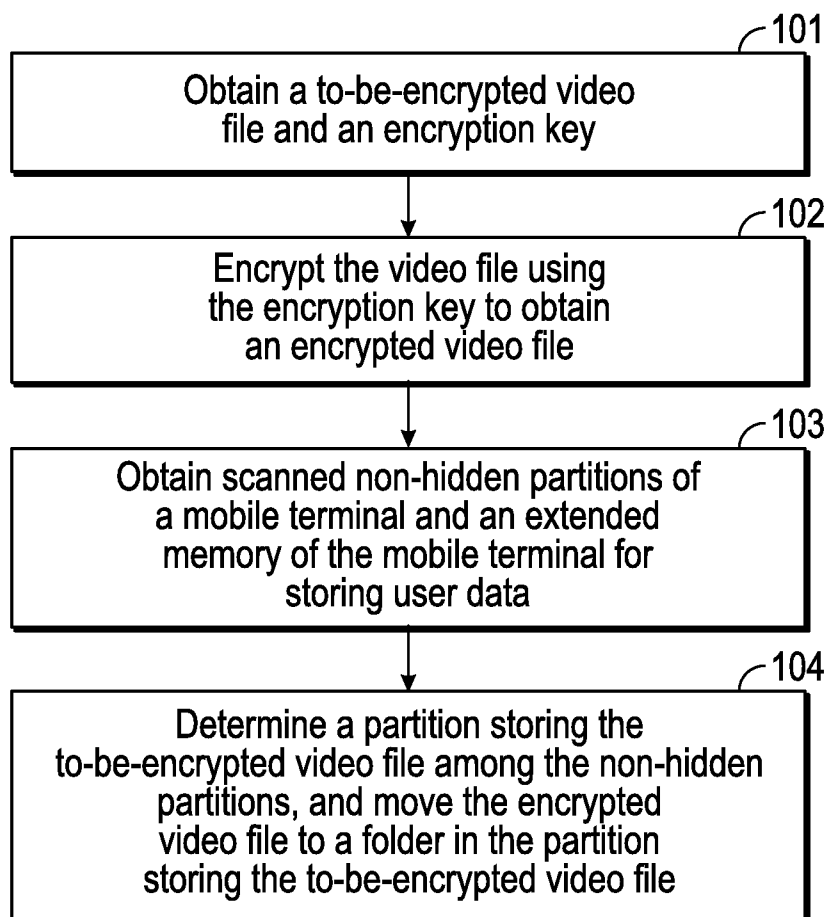 101
Obtain a to-be-encrypted video
file and an encryption key
102
Encrypt the video file using
the encryption key to obtain
an encrypted video file
103
Obtain scanned non-hidden partitions of
a mobile terminal and an extended
memory of the mobile terminal for
storing user data
104
Determine a partition storing the
to-be-encrypted video file among the non-hidden
partitions, and move the encrypted
video file to a folder in the partition
storing the to-be-encrypted video file